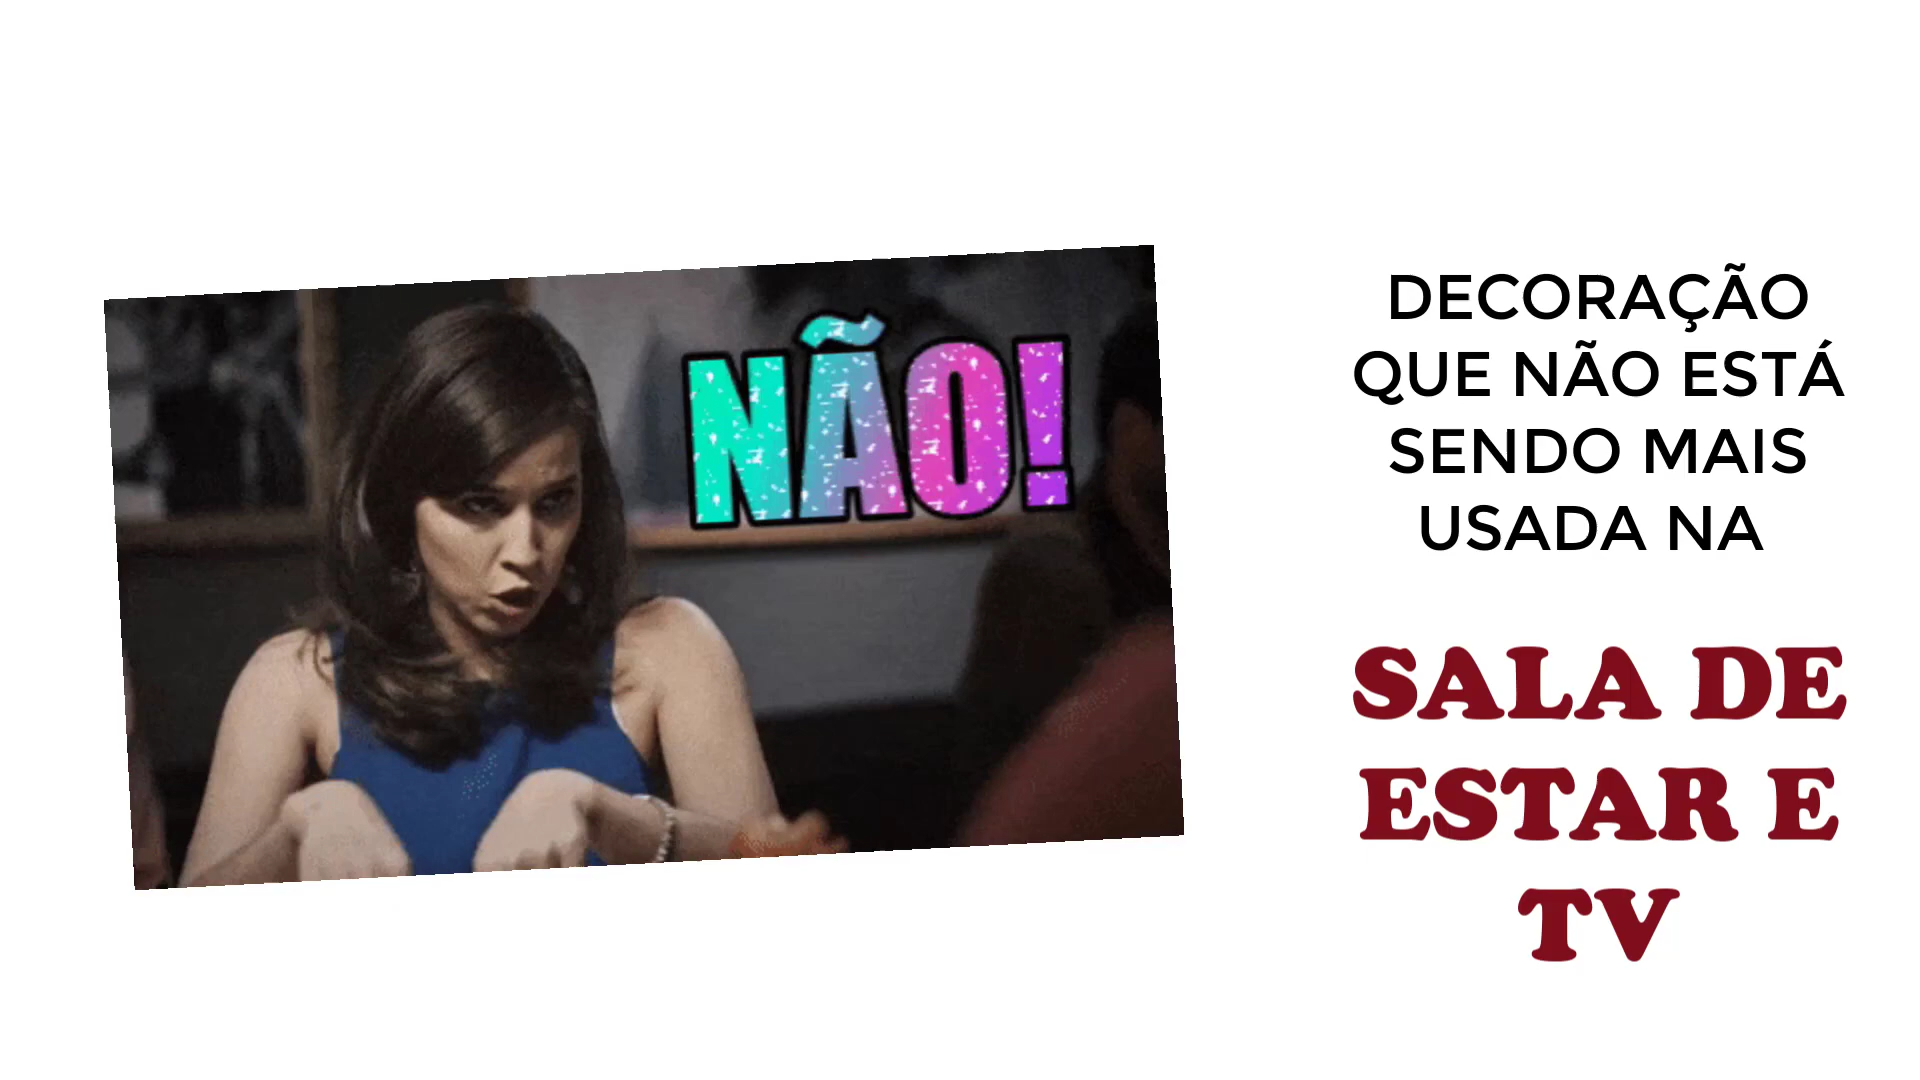 NÃO!
DECORAÇÃO
QUE NÃO ESTÁ
SENDO MAIS
USADA NA
SALA DE
ESTAR E
TV